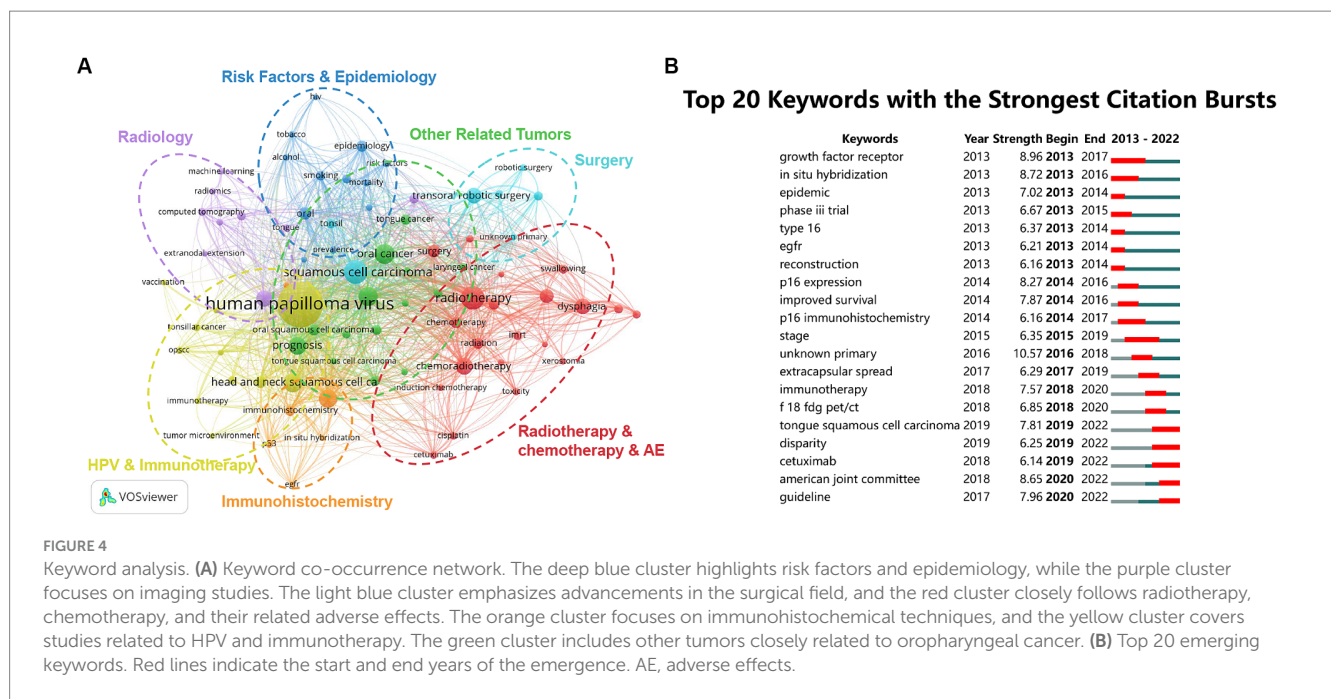 A
Risk Factors & Epidemiology
hiv
Radiology
tobacco
Other Related Tumors
epidemiology
alcohol
risk factors
Surgery
machine learning
smoking
robotic surgery
mortality
radiomics
transoral robotic surgery
computed tomography
oral
tongue cancer
tongue
tonsil
unknown primary
extranodal extension
prevalence
oral cancer
surgery
squamous cell carcinoma
laryngeal cancer
swallowing
vaccination
human papilloma virus
radiotherapy
dysphagia
tonsillar cancer
oral squamous cell carcinoma
chemotherapy
imrt
opscc
prognosis
radiation
tongue squamous cell carcinoma
chemoradiotherapy
xerostomia
head and neck squamous cell ca
induction chemotherapy
toxicity
immunotherapy
immunohistochemistry
tumor microenvironment
p53
in situ hybridization
cisplatin
Radiotherapy &
chemotherapy & AE
cetuximab
HPV & Immunotherapy
egfr
Immunohistochemistry
VOSviewer
B
Top 20 Keywords with the Strongest Citation Bursts
Keywords Year Strength Begin End 2013 - 2022
growth factor receptor 2013 8.96 2013 2017
in situ hybridization 2013 8.72 2013 2016
epidemic 2013 7.02 2013 2014
phase iii trial 2013 6.67 2013 2015
type 16 2013 6.37 2013 2014
egfr 2013 6.21 2013 2014
reconstruction 2013 6.16 2013 2014
p16 expression 2014 8.27 2014 2016
improved survival 2014 7.87 2014 2016
p16 immunohistochemistry 2014 6.16 2014 2017
stage 2015 6.35 2015 2019
unknown primary 2016 10.57 2016 2018
extracapsular spread 2017 6.29 2017 2019
immunotherapy 2018 7.57 2018 2020
f 18 fdg pet/ct 2018 6.85 2018 2020
tongue squamous cell carcinoma 2019 7.81 2019 2022
disparity 2019 6.25 2019 2022
cetuximab 2018 6.14 2019 2022
american joint committee 2018 8.65 2020 2022
guideline 2017 7.96 2020 2022
FIGURE 4
Keyword analysis. (A) Keyword co-occurrence network. The deep blue cluster highlights risk factors and epidemiology, while the purple cluster
focuses on imaging studies. The light blue cluster emphasizes advancements in the surgical field, and the red cluster closely follows radiotherapy,
chemotherapy, and their related adverse effects. The orange cluster focuses on immunohistochemical techniques, and the yellow cluster covers
studies related to HPV and immunotherapy. The green cluster includes other tumors closely related to oropharyngeal cancer. (B) Top 20 emerging
keywords. Red lines indicate the start and end years of the emergence. AE, adverse effects.